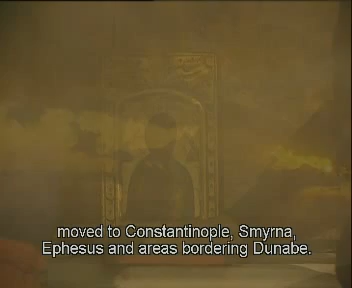 moved to Constantinople, Smyrna,
Ephesus and areas bordering Dunabe.